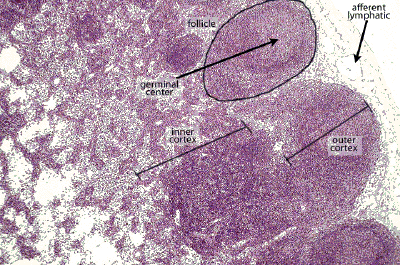 follicle
afferent
lymphatic
germinal
center
inner
cortex
outer
cortex